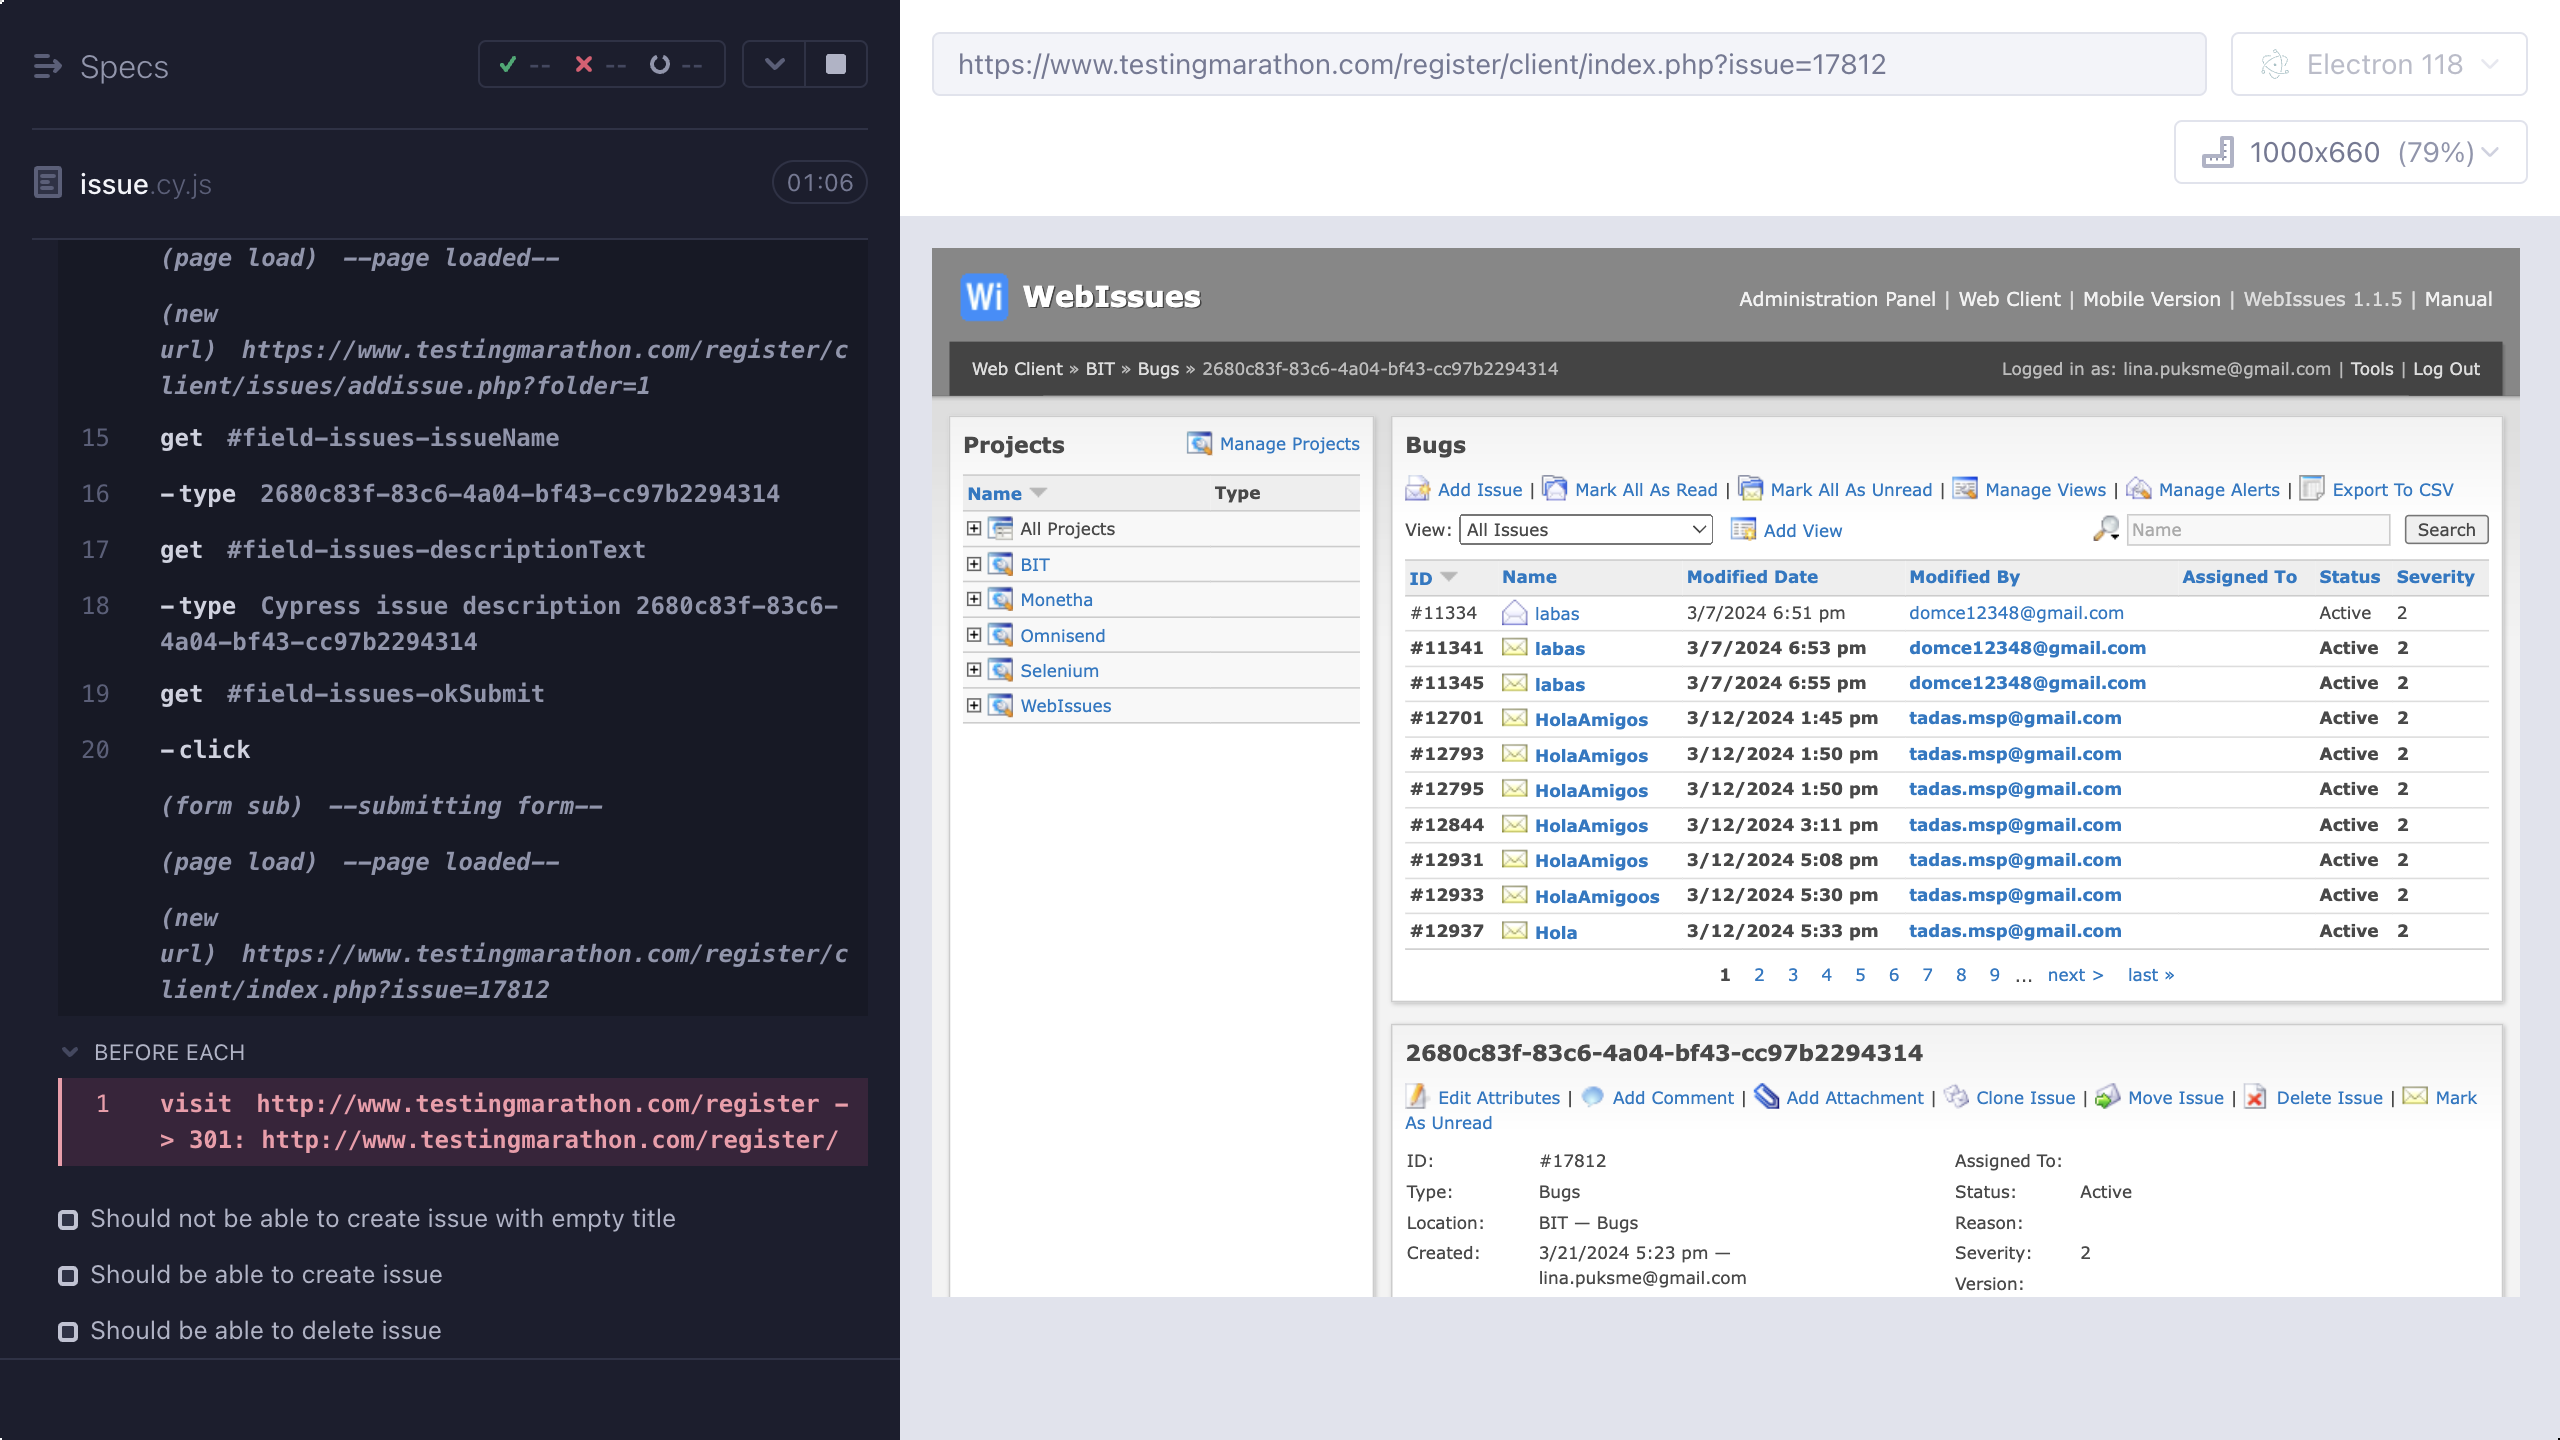 Specs
-- -- --
issue.cy.js
01:06
(page load) --page loaded--
(new
url) https://www.testingmarathon.com/register/c
lient/issues/addissue.php?folder=1
15 get #field-issues-issueName
16 -type 2680c83f-83c6-4a04-bf43-cc97b2294314
17 get #field-issues-descriptionText
18 -type Cypress issue description 2680c83f-83c6-
4a04-bf43-cc97b2294314
19 get #field-issues-okSubmit
20 -click
(form sub) --submitting form--
(page load) --page loaded--
(new
url) https://www.testingmarathon.com/register/c
lient/index.php?issue=17812
BEFORE EACH
1 visit http://www.testingmarathon.com/register -
> 301: http://www.testingmarathon.com/register/
Should not be able to create issue with empty title
Should be able to create issue
Should be able to delete issue
https://www.testingmarathon.com/register/client/index.php?issue=17812
Electron 118
1000x660 (79%)
Wi WebIssues
Administration Panel | Web Client | Mobile Version | WebIssues 1.1.5 | Manual
Web Client » BIT » Bugs » 2680c83f-83c6-4a04-bf43-cc97b2294314
Logged in as: lina.puksme@gmail.com | Tools | Log Out
Projects
Manage Projects
Name Type
All Projects
BIT
Monetha
Omnisend
Selenium
WebIssues
Bugs
Add Issue | Mark All As Read | Mark All As Unread | Manage Views | Manage Alerts | Export To CSV
View: All Issues Add View Name Search
ID Name Modified Date Modified By Assigned To Status Severity
#11334 labas 3/7/2024 6:51 pm domce12348@gmail.com Active 2
#11341 labas 3/7/2024 6:53 pm domce12348@gmail.com Active 2
#11345 labas 3/7/2024 6:55 pm domce12348@gmail.com Active 2
#12701 HolaAmigos 3/12/2024 1:45 pm tadas.msp@gmail.com Active 2
#12793 HolaAmigos 3/12/2024 1:50 pm tadas.msp@gmail.com Active 2
#12795 HolaAmigos 3/12/2024 1:50 pm tadas.msp@gmail.com Active 2
#12844 HolaAmigos 3/12/2024 3:11 pm tadas.msp@gmail.com Active 2
#12931 HolaAmigos 3/12/2024 5:08 pm tadas.msp@gmail.com Active 2
#12933 HolaAmigoos 3/12/2024 5:30 pm tadas.msp@gmail.com Active 2
#12937 Hola 3/12/2024 5:33 pm tadas.msp@gmail.com Active 2
1 2 3 4 5 6 7 8 9 ... next > last »
2680c83f-83c6-4a04-bf43-cc97b2294314
Edit Attributes | Add Comment | Add Attachment | Clone Issue | Move Issue | Delete Issue | Mark
As Unread
ID: #17812 Assigned To:
Type: Bugs Status: Active
Location: BIT — Bugs Reason:
Created: 3/21/2024 5:23 pm — Severity: 2
lina.puksme@gmail.com Version: